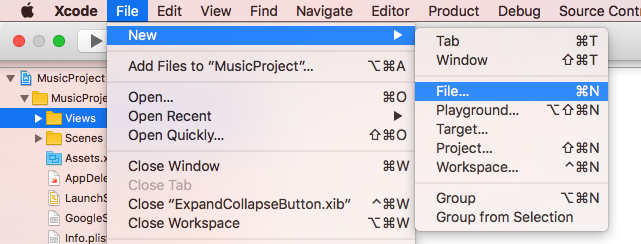 Xcode File Edit View Find Navigate Editor Product Debug Source Contr
New
Add Files to “MusicProject”... ⌥⌘A
Open... ⌘O
Open Recent
Open Quickly... ⇧⌘O
Close Window ⌘W
Close Tab
Close “ExpandCollapseButton.xib” ^⌘W
Close Workspace ⌥⌘W
Tab ⌘T
Window ⇧⌘T
File... ⌘N
Playground... ⌥⇧⌘N
Target...
Project... ⇧⌘N
Workspace... ^⌘N
Group ⌥⌘N
Group from Selection
MusicProject
MusicProje
Views
Scenes
Assets.x
AppDele
LaunchS
GoogleS
Info.plis